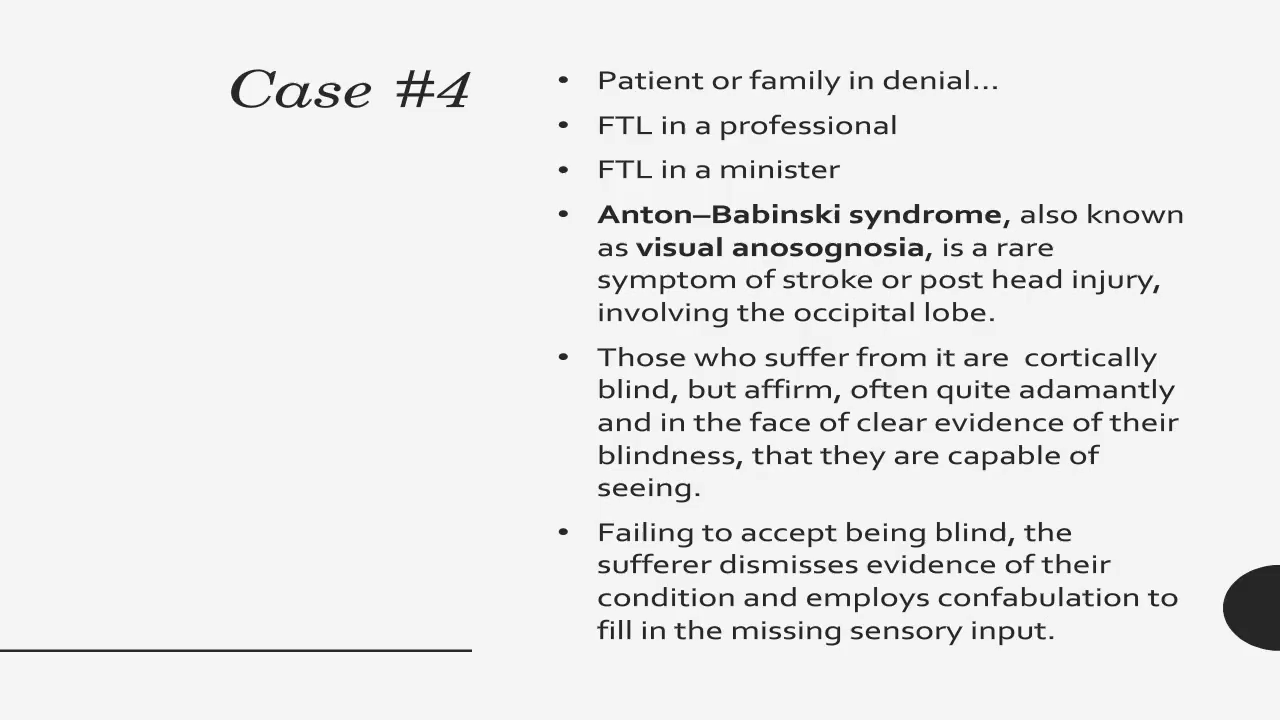 Case #4
• Patient or family in denial...
• FTL in a professional
• FTL in a minister
• Anton–Babinski syndrome, also known
as visual anosognosia, is a rare
symptom of stroke or post head injury,
involving the occipital lobe.
• Those who suffer from it are  cortically
blind, but affirm, often quite adamantly
and in the face of clear evidence of their
blindness, that they are capable of
seeing.
• Failing to accept being blind, the
sufferer dismisses evidence of their
condition and employs confabulation to
fill in the missing sensory input.